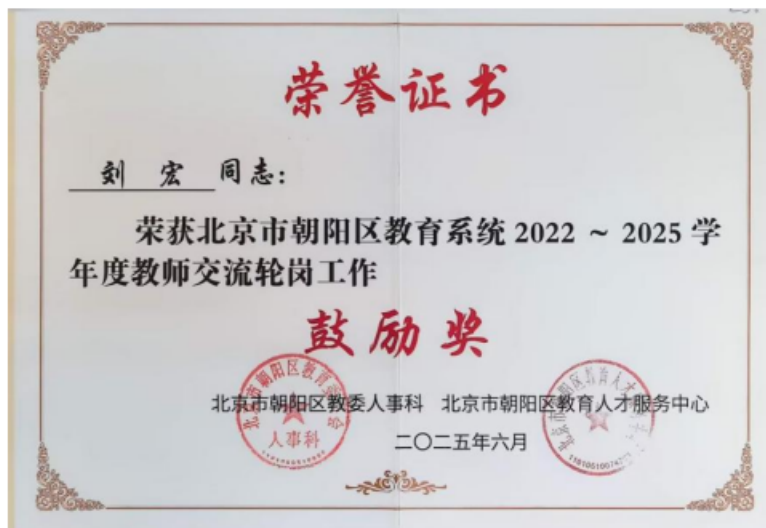 荣誉证书
刘 宏 同志:
荣获北京市朝阳区教育系统 2022 ~ 2025 学
年度教师交流轮岗工作
鼓励奖
北京市朝阳区教委人事科 北京市朝阳区教育人才服务中心
人事科
二〇二五年六月